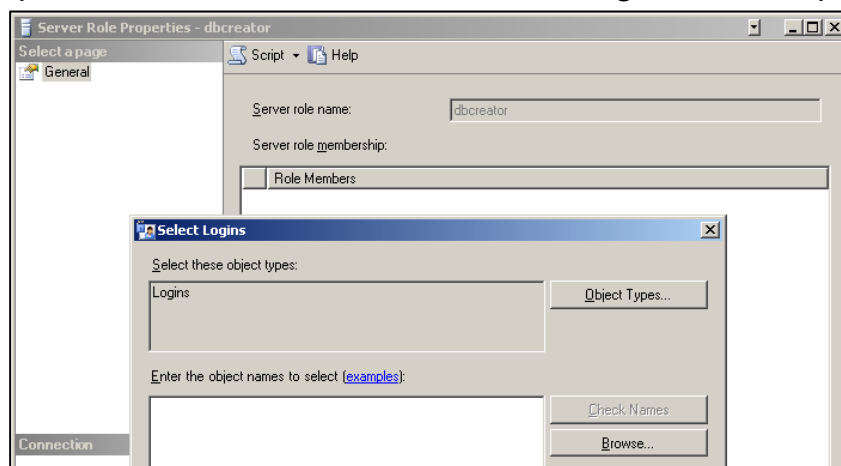 Server Role Properties - dbcreator
Select a page
Script Help
General
Server role name: dbcreator
Server role membership:
Role Members
Select Logins
Select these object types:
Logins
Object Types...
Enter the object names to select (examples):
Check Names
Browse...
Connection